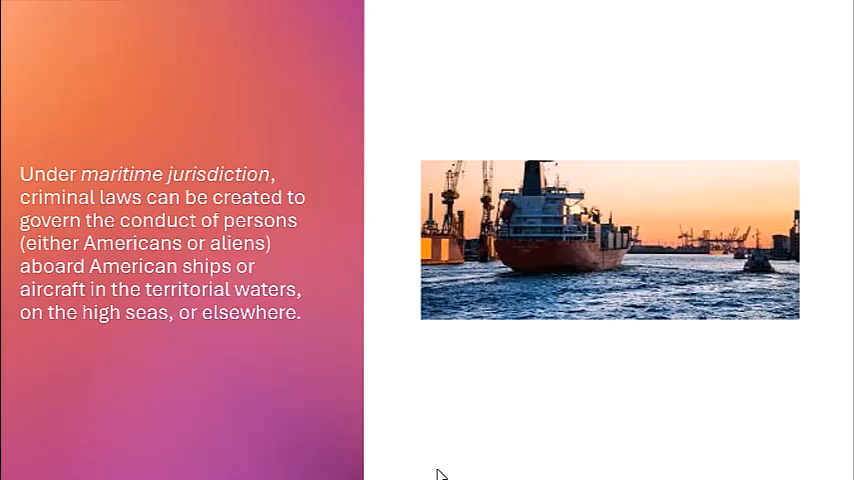 Under maritime jurisdiction,
criminal laws can be created to
govern the conduct of persons
(either Americans or aliens)
aboard American ships or
aircraft in the territorial waters,
on the high seas, or elsewhere.